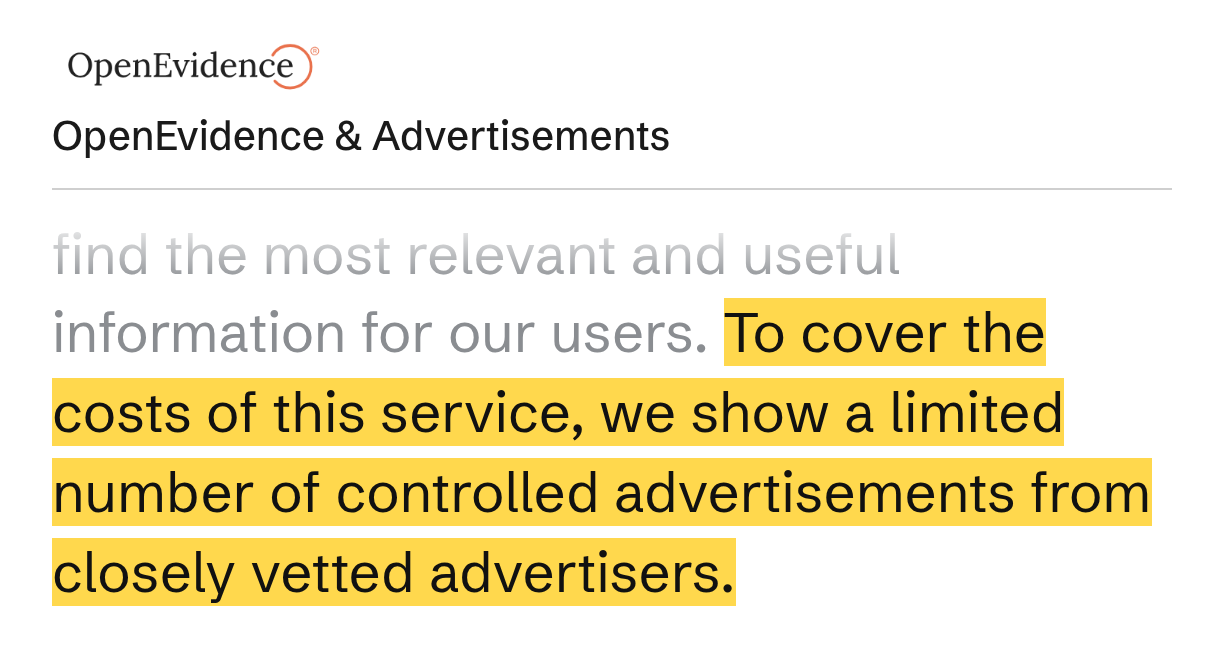 OpenEvidence®
OpenEvidence & Advertisements
find the most relevant and useful
information for our users. To cover the
costs of this service, we show a limited
number of controlled advertisements from
closely vetted advertisers.